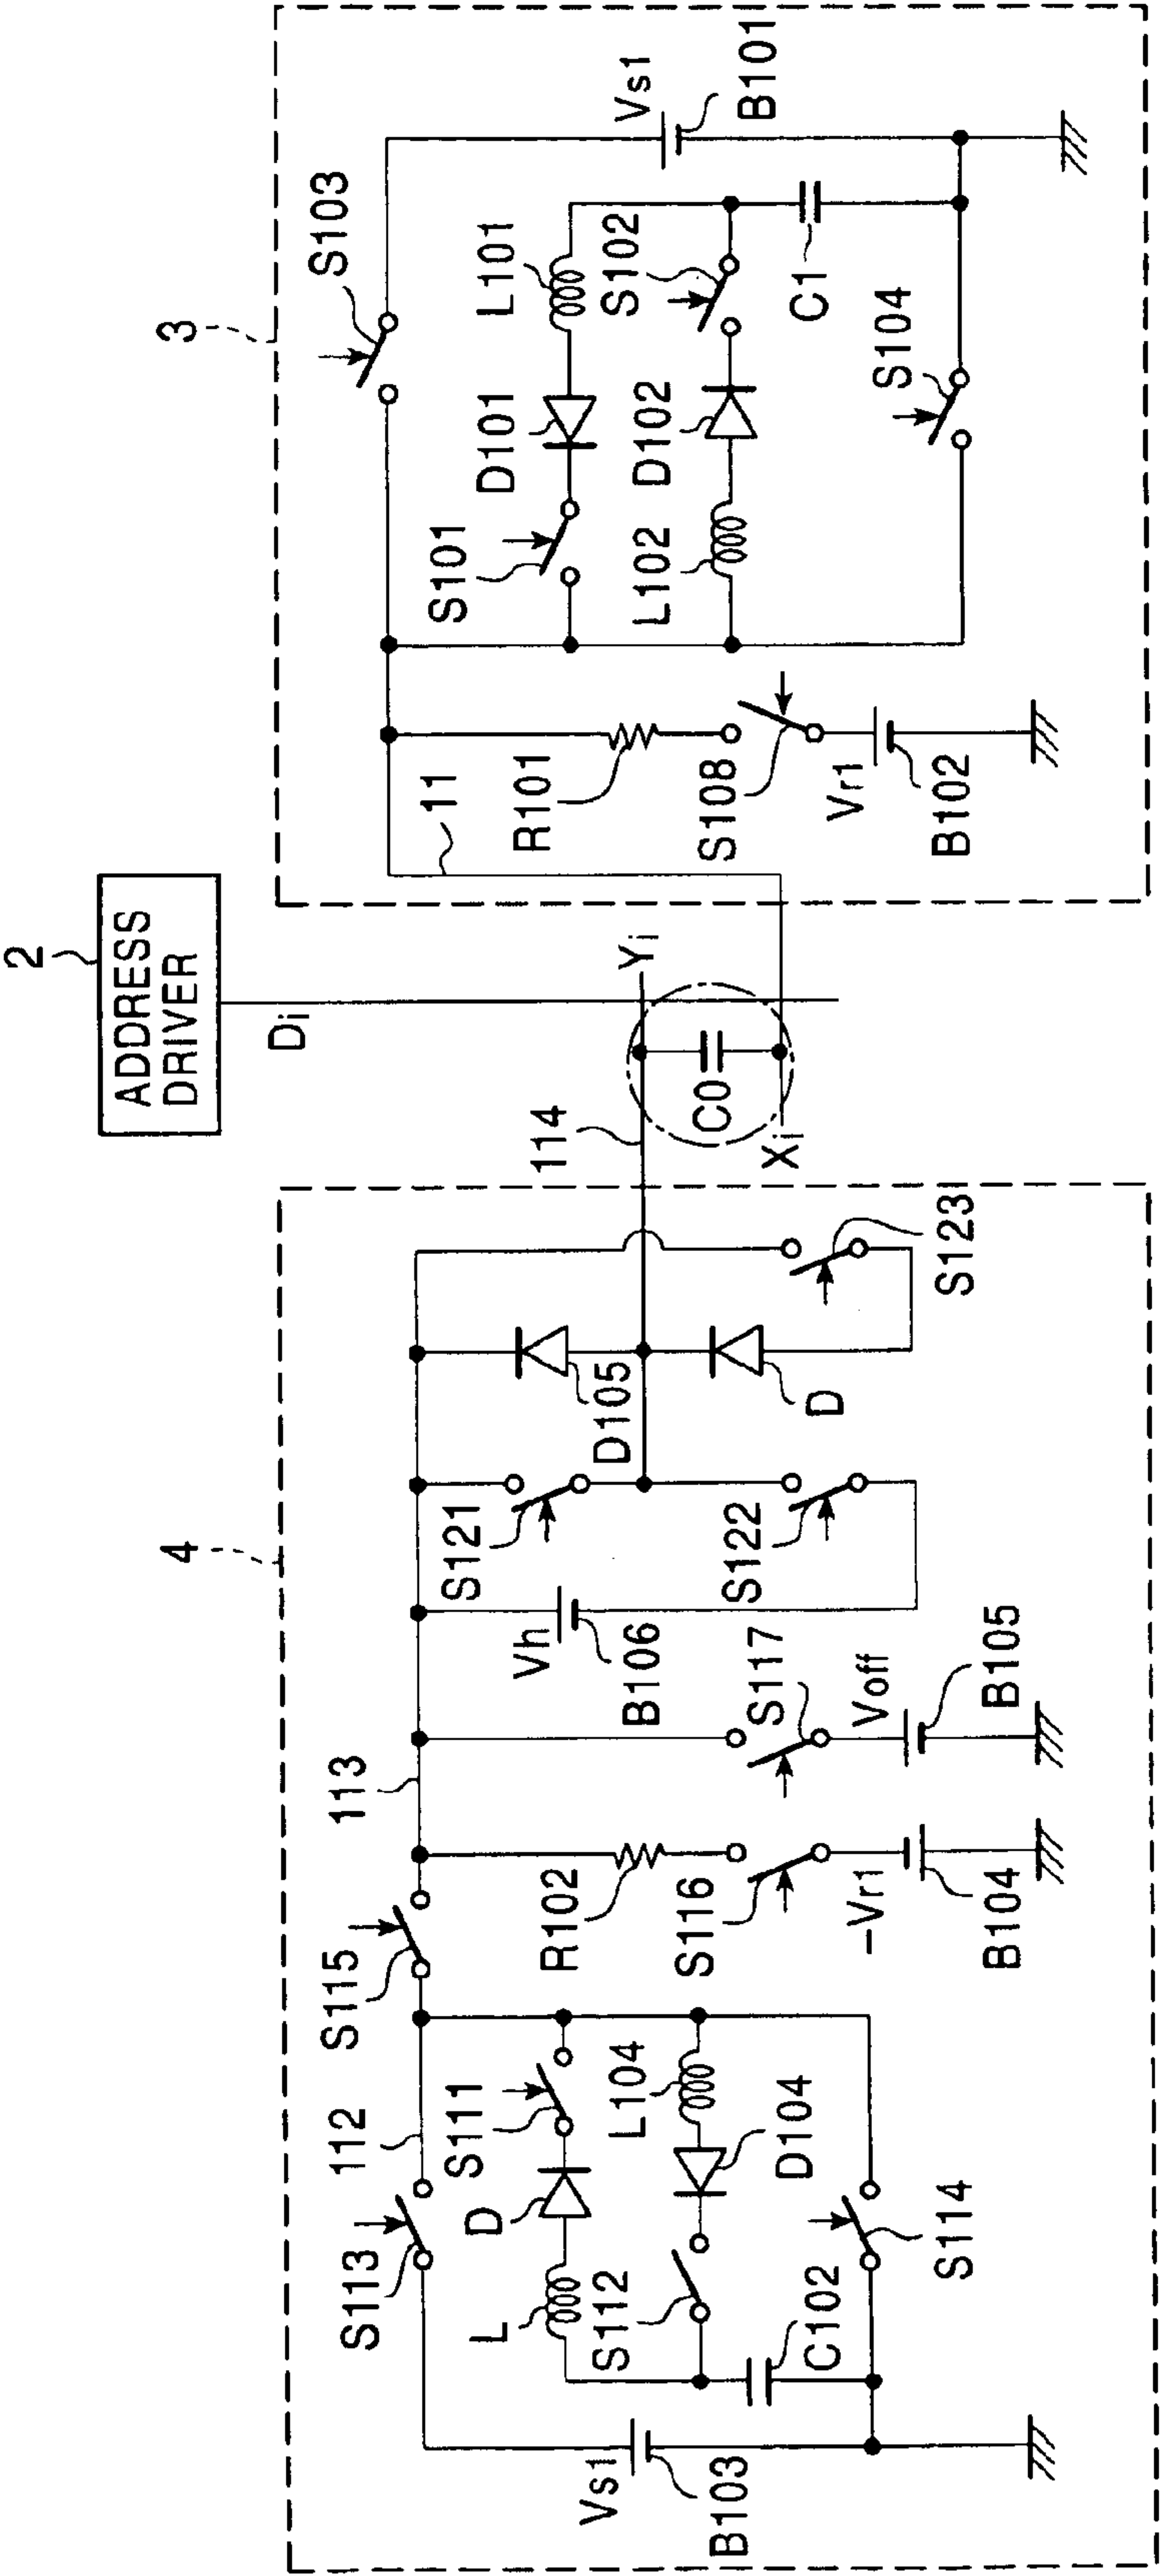 2
ADDRESS
DRIVER
Di
3
S103
Vs1
B101
L101
D101
S101
S102
D102
L102
C1
S104
R101
S108
Vr1
B102
11
Yi
C0
Xi
114
4
S123
D105
D
S121
S122
Vh
B106
S117
Voff
B105
113
R102
S116
-Vr1
B104
S115
112
S113
S111
D
L
L104
D104
S112
C102
S114
Vs1
B103